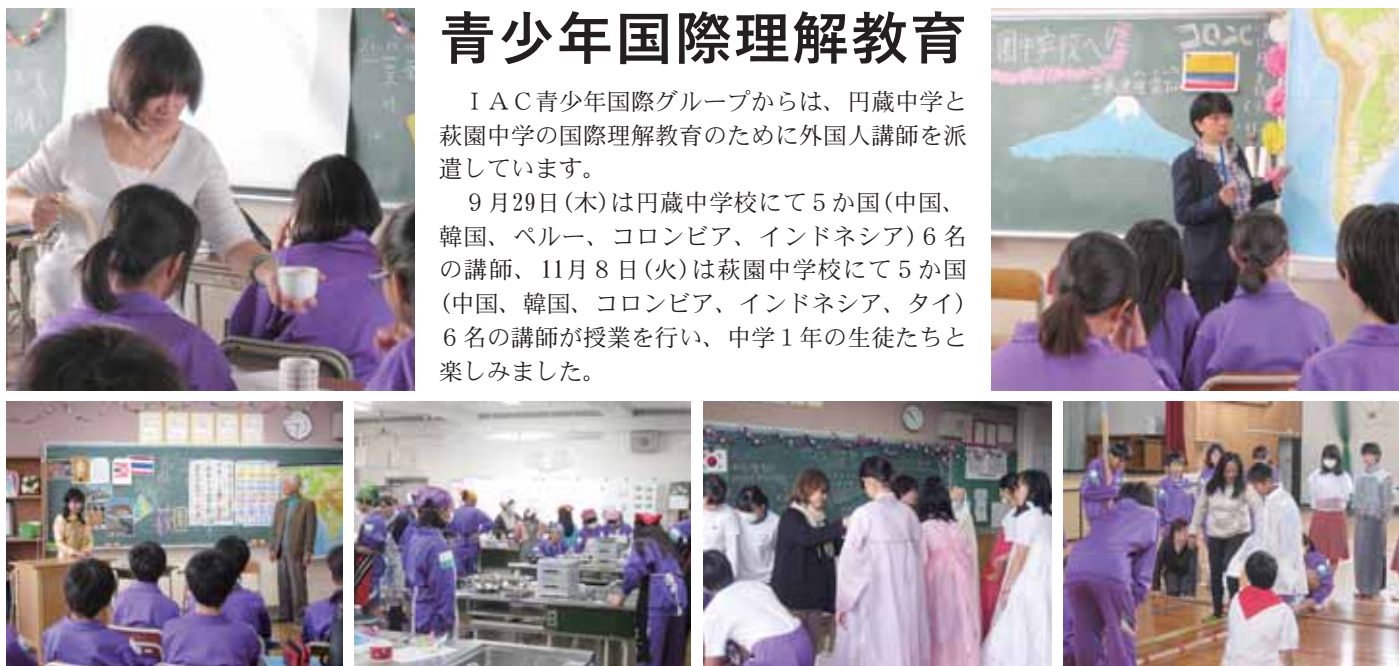 青少年国際理解教育
　ＩＡＣ青少年国際グループからは、円蔵中学と
萩園中学の国際理解教育のために外国人講師を派
遣しています。
　９月29日(木)は円蔵中学校にて５か国(中国、
韓国、ペルー、コロンビア、インドネシア)６名
の講師、11月８日(火)は萩園中学校にて５か国
(中国、韓国、コロンビア、インドネシア、タイ)
６名の講師が授業を行い、中学１年の生徒たちと
楽しみました。